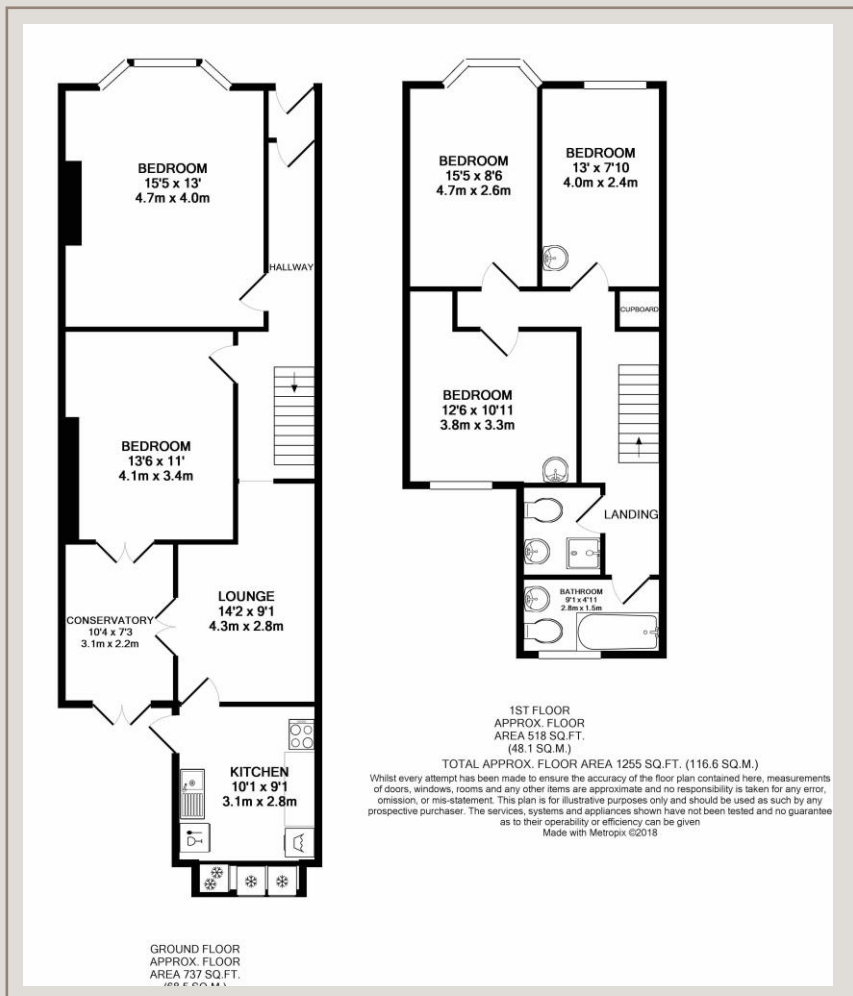 BEDROOM
15'5 x 13'
4.7m x 4.0m
HALLWAY
BEDROOM
13'6 x 11'
4.1m x 3.4m
LOUNGE
14'2 x 9'1
4.3m x 2.8m
CONSERVATORY
10'4 x 7'3
3.1m x 2.2m
KITCHEN
10'1 x 9'1
3.1m x 2.8m
GROUND FLOOR
APPROX. FLOOR
AREA 737 SQ.FT.
(68.5 SQ.M.)
BEDROOM
15'5 x 8'6
4.7m x 2.6m
BEDROOM
13' x 7'10
4.0m x 2.4m
CUPBOARD
BEDROOM
12'6 x 10'11
3.8m x 3.3m
LANDING
BATHROOM
9'1 x 4'11
2.8m x 1.5m
1ST FLOOR
APPROX. FLOOR
AREA 518 SQ.FT.
(48.1 SQ.M.)
TOTAL APPROX. FLOOR AREA 1255 SQ.FT. (116.6 SQ.M.)
Whilst every attempt has been made to ensure the accuracy of the floor plan contained here, measurements
of doors, windows, rooms and any other items are approximate and no responsibility is taken for any error,
omission, or mis-statement. This plan is for illustrative purposes only and should be used as such by any
prospective purchaser. The services, systems and appliances shown have not been tested and no guarantee
as to their operability or efficiency can be given
Made with Metropix ©2018